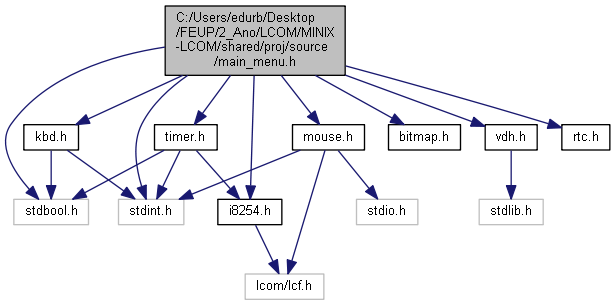 C:/Users/edurb/Desktop
/FEUP/2_Ano/LCOM/MINIX
-LCOM/shared/proj/source
/main_menu.h
kbd.h
timer.h
mouse.h
bitmap.h
vdh.h
rtc.h
stdbool.h
stdint.h
i8254.h
stdio.h
stdlib.h
lcom/lcf.h